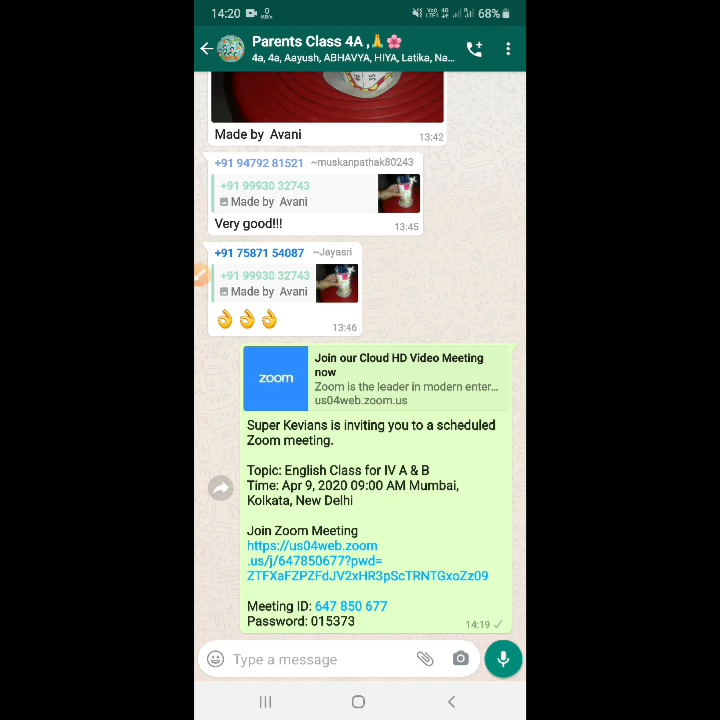 14:20 0 KB/s Vo) 4G LTE1 R 68%
Parents Class 4A ,🙏🌸
4a, 4a, Aayush, ABHAVYA, HIYA, Latika, Na...
Made by Avani
13:42
+91 94792 81521 ~muskanpathak80243
+91 99930 32743
Made by Avani
Very good!!!
13:45
+91 75871 54087 ~Jayasri
+91 99930 32743
Made by Avani
👌👌👌
13:46
zoom
Join our Cloud HD Video Meeting
now
Zoom is the leader in modern enter...
us04web.zoom.us
Super Kevians is inviting you to a scheduled
Zoom meeting.
Topic: English Class for IV A & B
Time: Apr 9, 2020 09:00 AM Mumbai,
Kolkata, New Delhi
Join Zoom Meeting
https://us04web.zoom
.us/j/647850677?pwd=
ZTFXaFZPZFdJV2xHR3pScTRNTGxoZz09
Meeting ID: 647 850 677
Password: 015373
14:19
Type a message